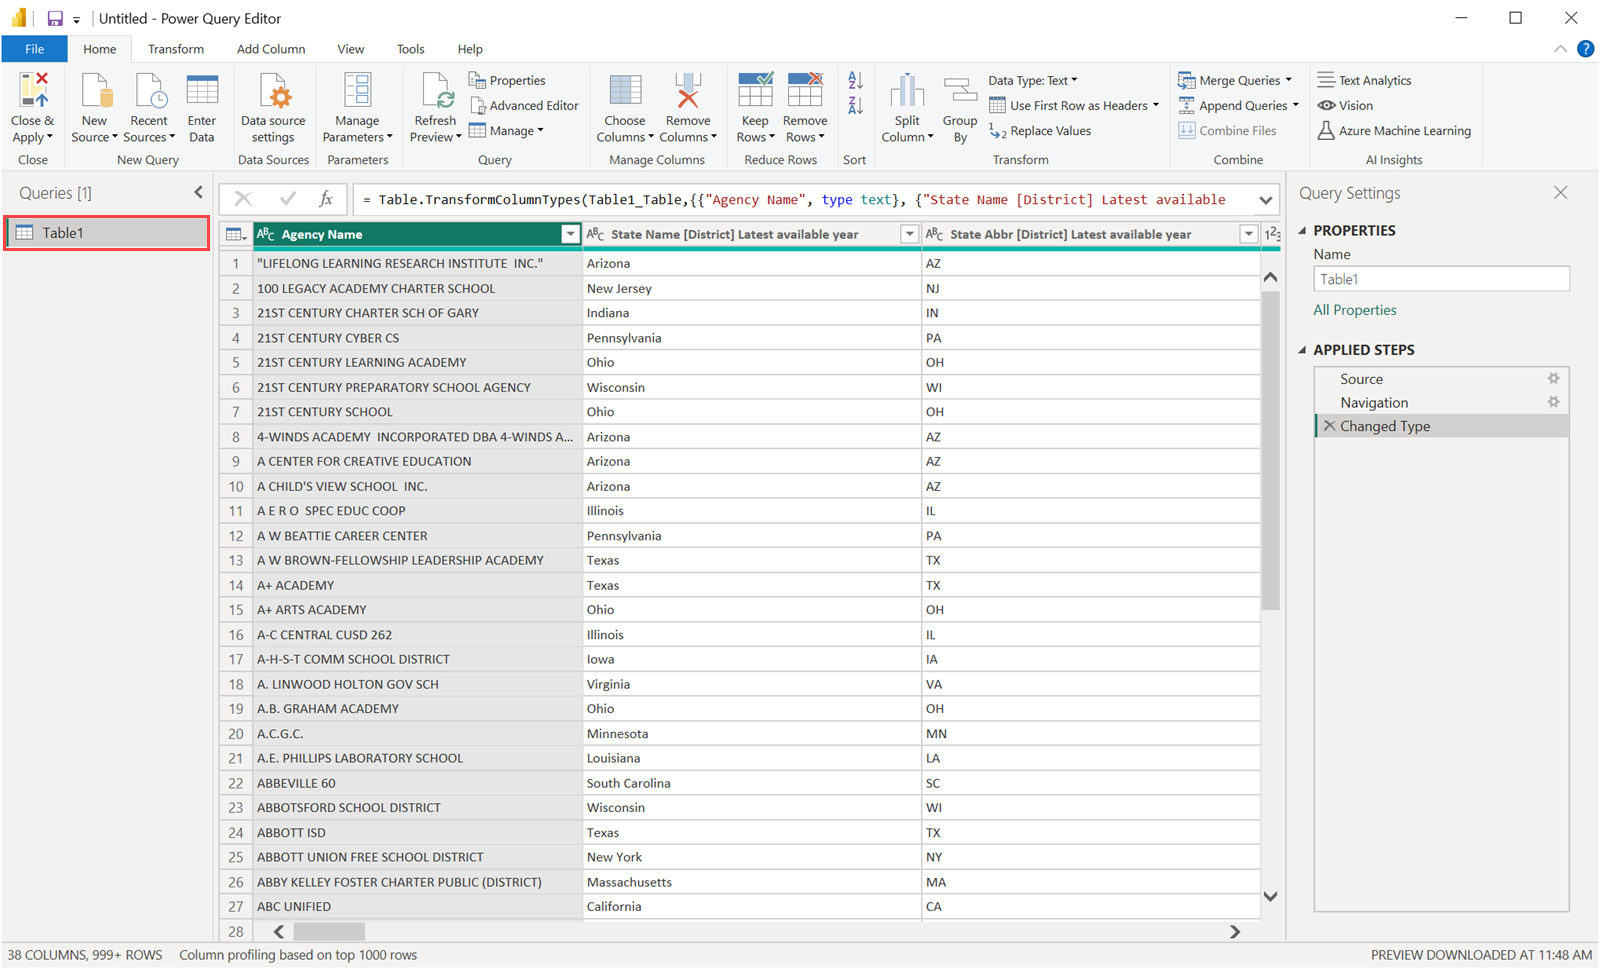 Untitled - Power Query Editor
File Home Transform Add Column View Tools Help
?
Close & Apply
New Source
Recent Sources
Enter Data
Data source settings
Manage Parameters
Refresh Preview
Properties
Advanced Editor
Manage
Choose Columns
Remove Columns
Keep Rows
Remove Rows
A Z
Z A
Split Column
Group By
Data Type: Text
Use First Row as Headers
1 2 Replace Values
Merge Queries
Append Queries
Combine Files
Text Analytics
Vision
Azure Machine Learning
Close New Query Data Sources Parameters Query Manage Columns Reduce Rows Sort Transform Combine AI Insights
Queries [1]
Table1
fx
= Table.TransformColumnTypes(Table1_Table,{{"Agency Name", type text}, {"State Name [District] Latest available
ABC Agency Name ABC State Name [District] Latest available year ABC State Abbr [District] Latest available year 123
1 "LIFELONG LEARNING RESEARCH INSTITUTE  INC." Arizona AZ
2 100 LEGACY ACADEMY CHARTER SCHOOL New Jersey NJ
3 21ST CENTURY CHARTER SCH OF GARY Indiana IN
4 21ST CENTURY CYBER CS Pennsylvania PA
5 21ST CENTURY LEARNING ACADEMY Ohio OH
6 21ST CENTURY PREPARATORY SCHOOL AGENCY Wisconsin WI
7 21ST CENTURY SCHOOL Ohio OH
8 4-WINDS ACADEMY  INCORPORATED DBA 4-WINDS A... Arizona AZ
9 A CENTER FOR CREATIVE EDUCATION Arizona AZ
10 A CHILD'S VIEW SCHOOL  INC. Arizona AZ
11 A E R O  SPEC EDUC COOP Illinois IL
12 A W BEATTIE CAREER CENTER Pennsylvania PA
13 A W BROWN-FELLOWSHIP LEADERSHIP ACADEMY Texas TX
14 A+ ACADEMY Texas TX
15 A+ ARTS ACADEMY Ohio OH
16 A-C CENTRAL CUSD 262 Illinois IL
17 A-H-S-T COMM SCHOOL DISTRICT Iowa IA
18 A. LINWOOD HOLTON GOV SCH Virginia VA
19 A.B. GRAHAM ACADEMY Ohio OH
20 A.C.G.C. Minnesota MN
21 A.E. PHILLIPS LABORATORY SCHOOL Louisiana LA
22 ABBEVILLE 60 South Carolina SC
23 ABBOTSFORD SCHOOL DISTRICT Wisconsin WI
24 ABBOTT ISD Texas TX
25 ABBOTT UNION FREE SCHOOL DISTRICT New York NY
26 ABBY KELLEY FOSTER CHARTER PUBLIC (DISTRICT) Massachusetts MA
27 ABC UNIFIED California CA
28
Query Settings
PROPERTIES
Name
Table1
All Properties
APPLIED STEPS
Source
Navigation
Changed Type
38 COLUMNS, 999+ ROWS Column profiling based on top 1000 rows PREVIEW DOWNLOADED AT 11:48 AM